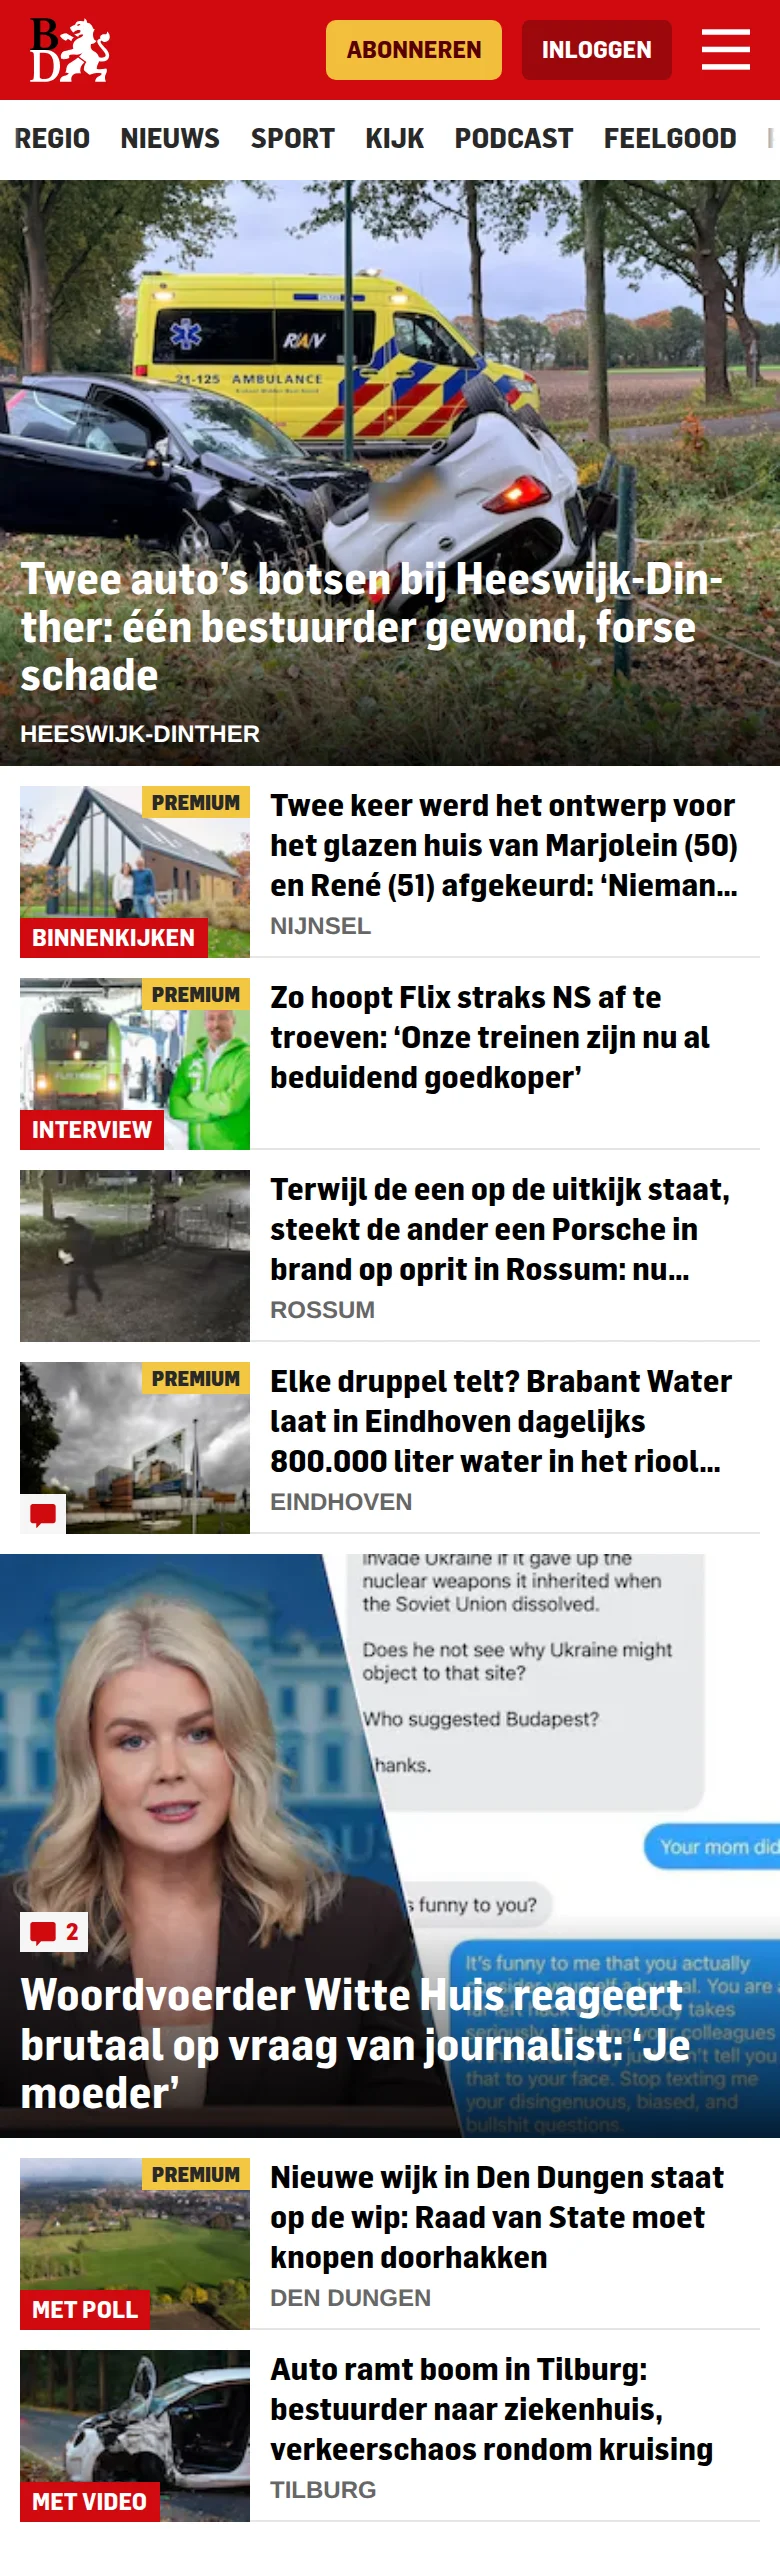 BD
ABONNEREN
INLOGGEN
REGIO NIEUWS SPORT KIJK PODCAST FEELGOOD
RAV
21-125 AMBULANCE
Twee auto’s botsen bij Heeswijk-Din-
ther: één bestuurder gewond, forse
schade
HEESWIJK-DINTHER
PREMIUM
BINNENKIJKEN
Twee keer werd het ontwerp voor
het glazen huis van Marjolein (50)
en René (51) afgekeurd: ‘Nieman...
NIJNSEL
PREMIUM
INTERVIEW
Zo hoopt Flix straks NS af te
troeven: ‘Onze treinen zijn nu al
beduidend goedkoper’
Terwijl de een op de uitkijk staat,
steekt de ander een Porsche in
brand op oprit in Rossum: nu...
ROSSUM
PREMIUM
Elke druppel telt? Brabant Water
laat in Eindhoven dagelijks
800.000 liter water in het riool...
EINDHOVEN
invade Ukraine if it gave up the
nuclear weapons it inherited when
the Soviet Union dissolved.
Does he not see why Ukraine might
object to that site?
Who suggested Budapest?
hanks.
Your mom did
s funny to you?
It's funny to me that you actually
takes
colleagues
tell you
that to your face. Stop texting me
your disingenuous, biased, and
bullshit questions.
2
Woordvoerder Witte Huis reageert
brutaal op vraag van journalist: ‘Je
moeder’
PREMIUM
MET POLL
Nieuwe wijk in Den Dungen staat
op de wip: Raad van State moet
knopen doorhakken
DEN DUNGEN
MET VIDEO
Auto ramt boom in Tilburg:
bestuurder naar ziekenhuis,
verkeerschaos rondom kruising
TILBURG